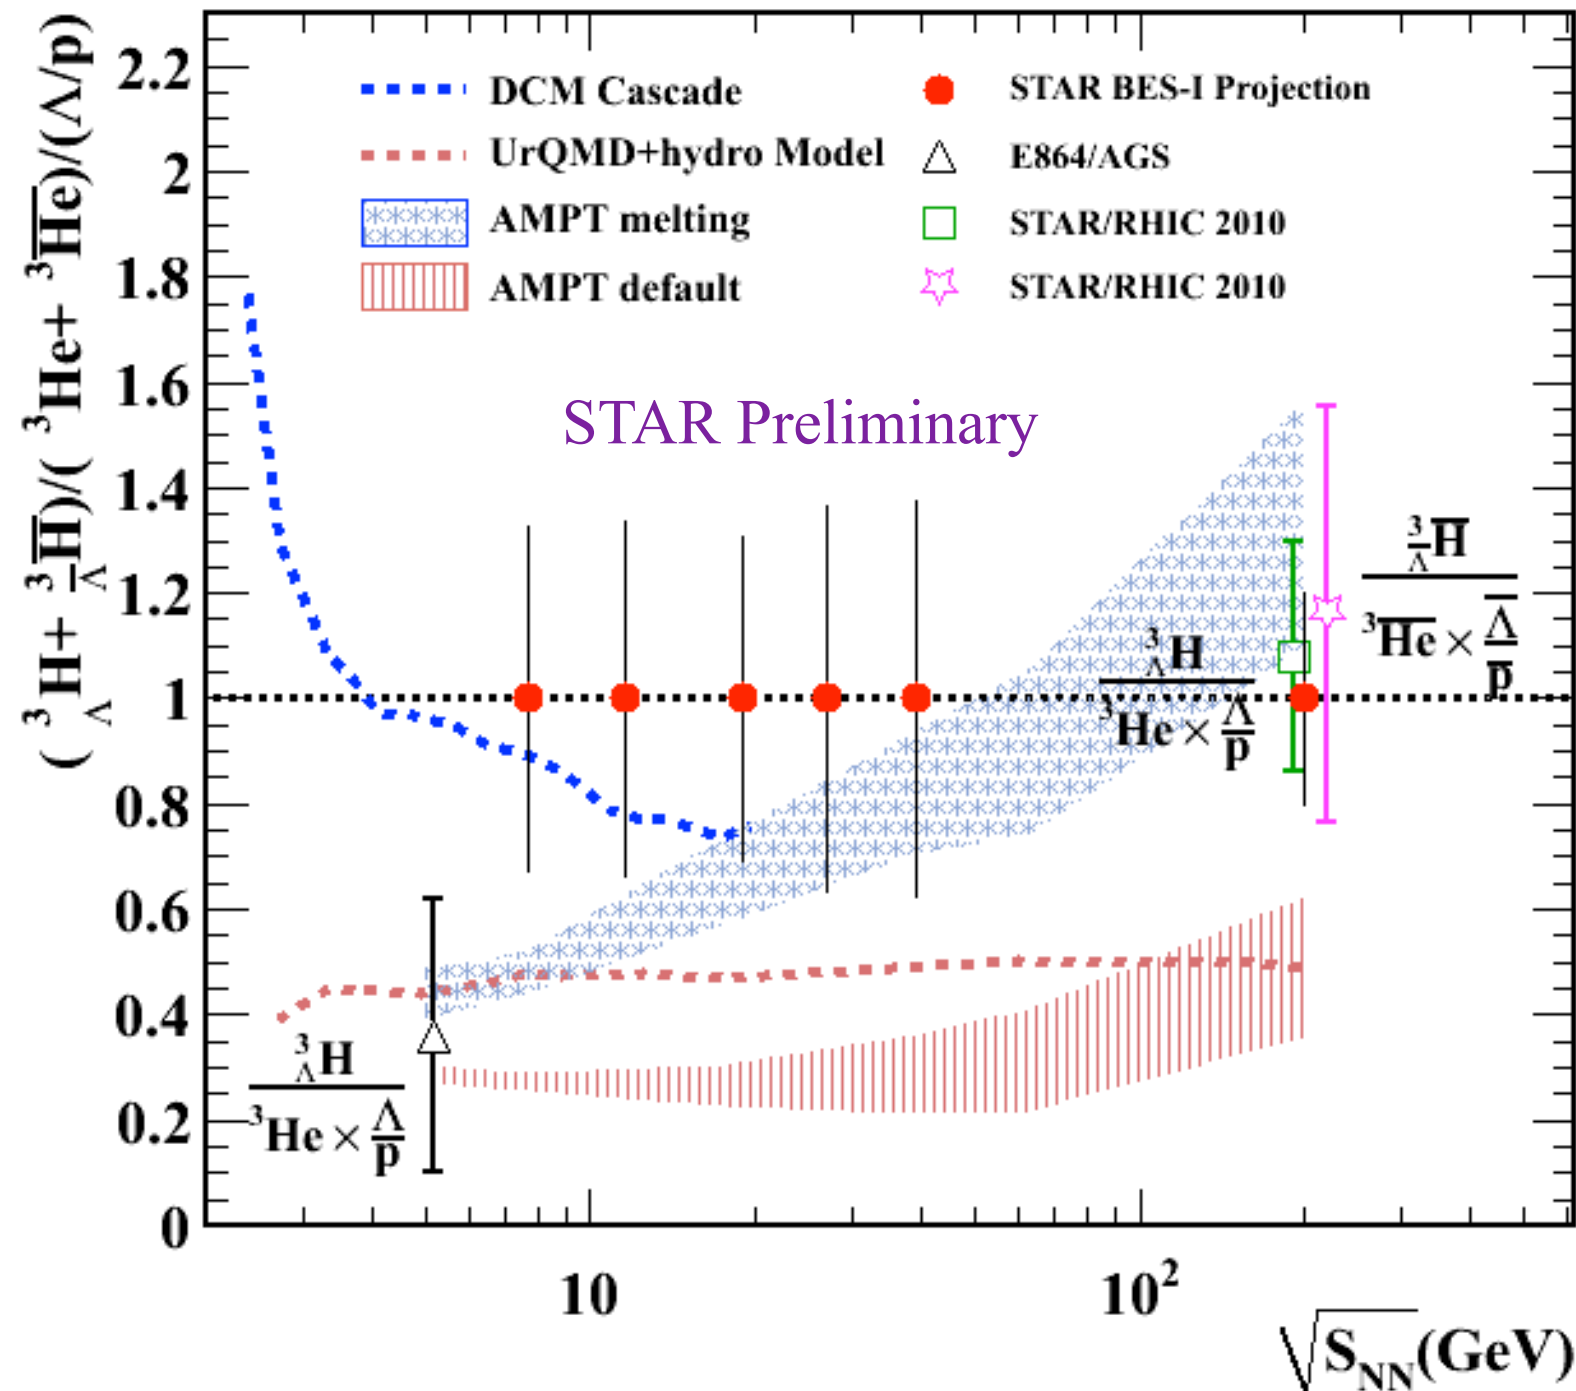 (³ΛH+ ³Λ̅H̅)/( ³He+ ³H̅e̅)/(Λ/p)
2.2
2
1.8
1.6
1.4
1.2
1
0.8
0.6
0.4
0.2
0
DCM Cascade
UrQMD+hydro Model
AMPT melting
AMPT default
STAR BES-I Projection
E864/AGS
STAR/RHIC 2010
STAR/RHIC 2010
STAR Preliminary
³Λ̅H̅
³H̅e̅ × Λ̅
p̅
³ΛH
³He × Λ
p
³ΛH
³He × Λ
p
10
10²
√S_NN(GeV)